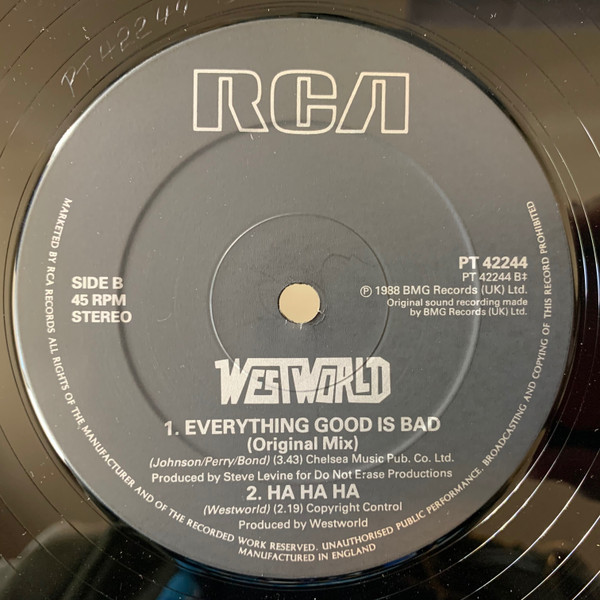 PT 42244
RCA
SIDE B
45 RPM
STEREO
PT 42244
PT 42244 B‡
℗ 1988 BMG Records (UK) Ltd.
Original sound recording made
by BMG Records (UK) Ltd.
WESTWORLD
1. EVERYTHING GOOD IS BAD
(Original Mix)
(Johnson/Perry/Bond) (3.43) Chelsea Music Pub. Co. Ltd.
Produced by Steve Levine for Do Not Erase Productions
2. HA HA HA
(Westworld) (2.19) Copyright Control
Produced by Westworld
MARKETED BY RCA RECORDS ALL RIGHTS OF THE MANUFACTURER AND OF THE RECORDED WORK RESERVED. UNAUTHORISED PUBLIC PERFORMANCE, BROADCASTING AND COPYING OF THIS RECORD PROHIBITED
MANUFACTURED IN ENGLAND